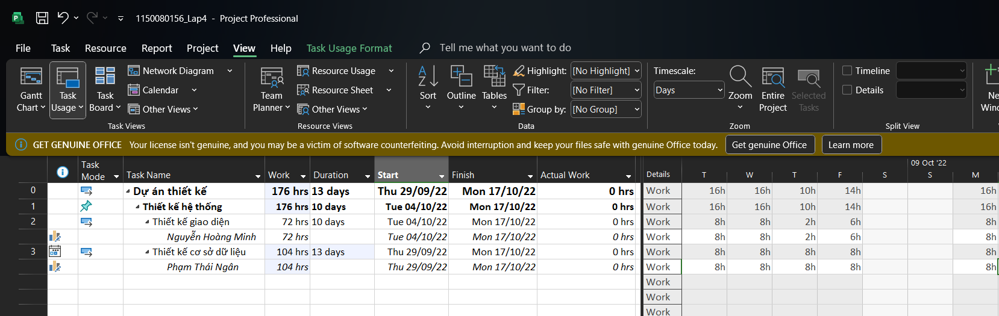 1150080156_Lap4 - Project Professional
File Task Resource Report Project View Help Task Usage Format Tell me what you want to do
Gantt Chart
Task Usage
Task Board
Network Diagram
Calendar
Other Views
Task Views
Team Planner
Resource Usage
Resource Sheet
Other Views
Resource Views
Sort
Outline
Tables
Highlight: [No Highlight]
Filter: [No Filter]
Group by: [No Group]
Data
Timescale:
Days
Zoom
Entire Project
Selected Tasks
Zoom
Timeline
Details
Split View
Ne
Wind
GET GENUINE OFFICE Your license isn't genuine, and you may be a victim of software counterfeiting. Avoid interruption and keep your files safe with genuine Office today. Get genuine Office Learn more
09 Oct '22
Task Mode Task Name Work Duration Start Finish Actual Work Details T W T F S S M
0 Dự án thiết kế 176 hrs 13 days Thu 29/09/22 Mon 17/10/22 0 hrs Work 16h 16h 10h 14h 16h
1 Thiết kế hệ thống 176 hrs 10 days Tue 04/10/22 Mon 17/10/22 0 hrs Work 16h 16h 10h 14h 16h
2 Thiết kế giao diện 72 hrs 10 days Tue 04/10/22 Mon 17/10/22 0 hrs Work 8h 8h 2h 6h 8h
Nguyễn Hoàng Minh 72 hrs Tue 04/10/22 Mon 17/10/22 0 hrs Work 8h 8h 2h 6h 8h
3 Thiết kế cơ sở dữ liệu 104 hrs 13 days Thu 29/09/22 Mon 17/10/22 0 hrs Work 8h 8h 8h 8h 8h
Phạm Thái Ngân 104 hrs Thu 29/09/22 Mon 17/10/22 0 hrs Work 8h 8h 8h 8h 8h
Work
Work
Work